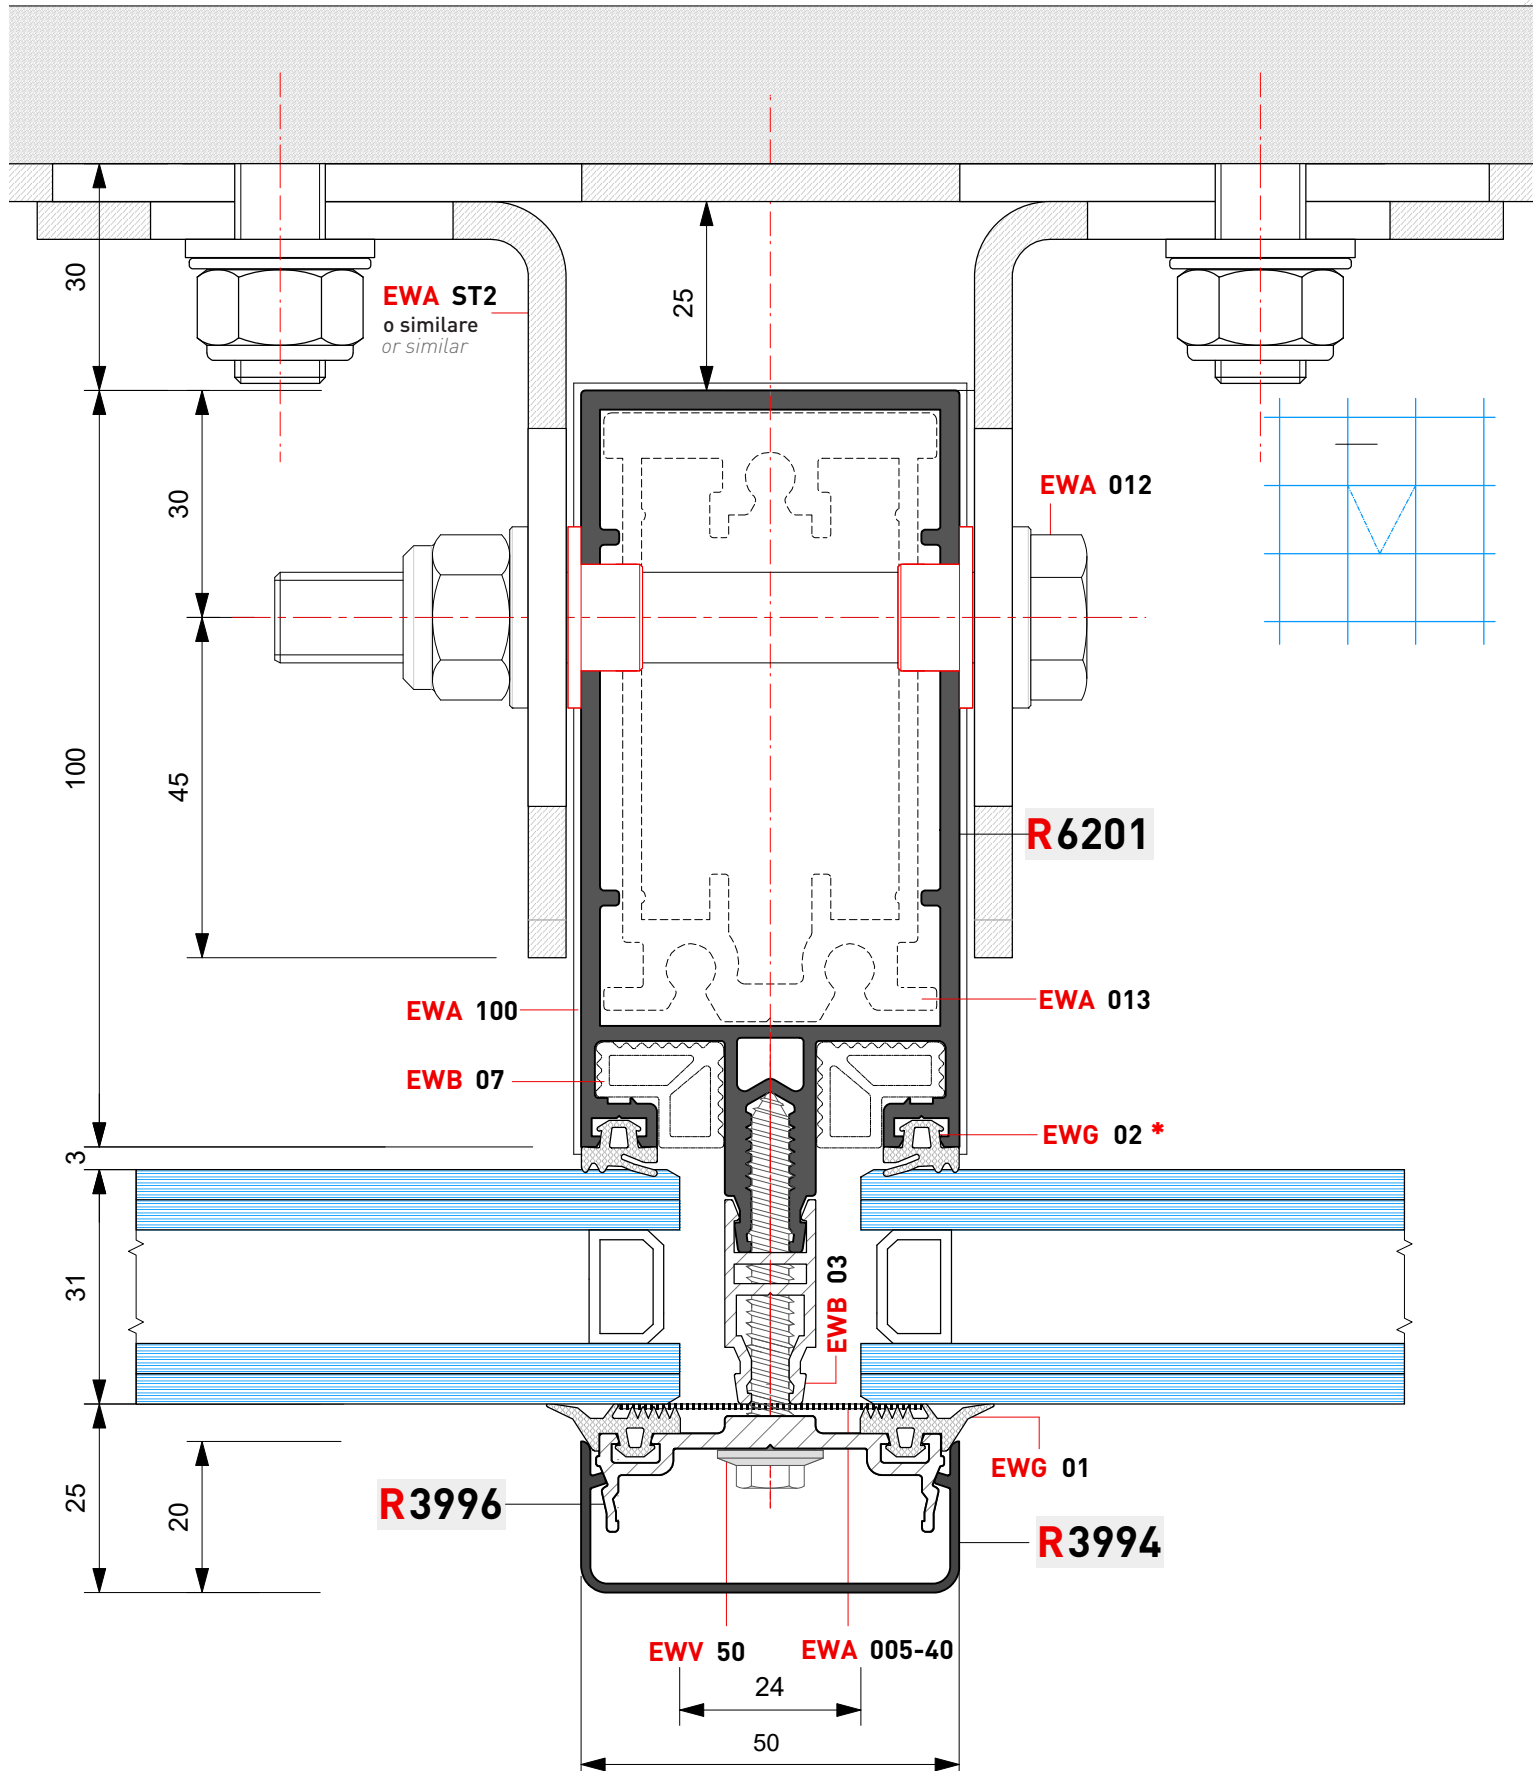 30
25
EWA ST2
o similare
or similar
30
EWA 012
100
45
R6201
EWA 100
EWA 013
EWB 07
EWG 02 *
3
31
EWB 03
25
20
R3996
EWG 01
R3994
EWV 50
EWA 005-40
24
50